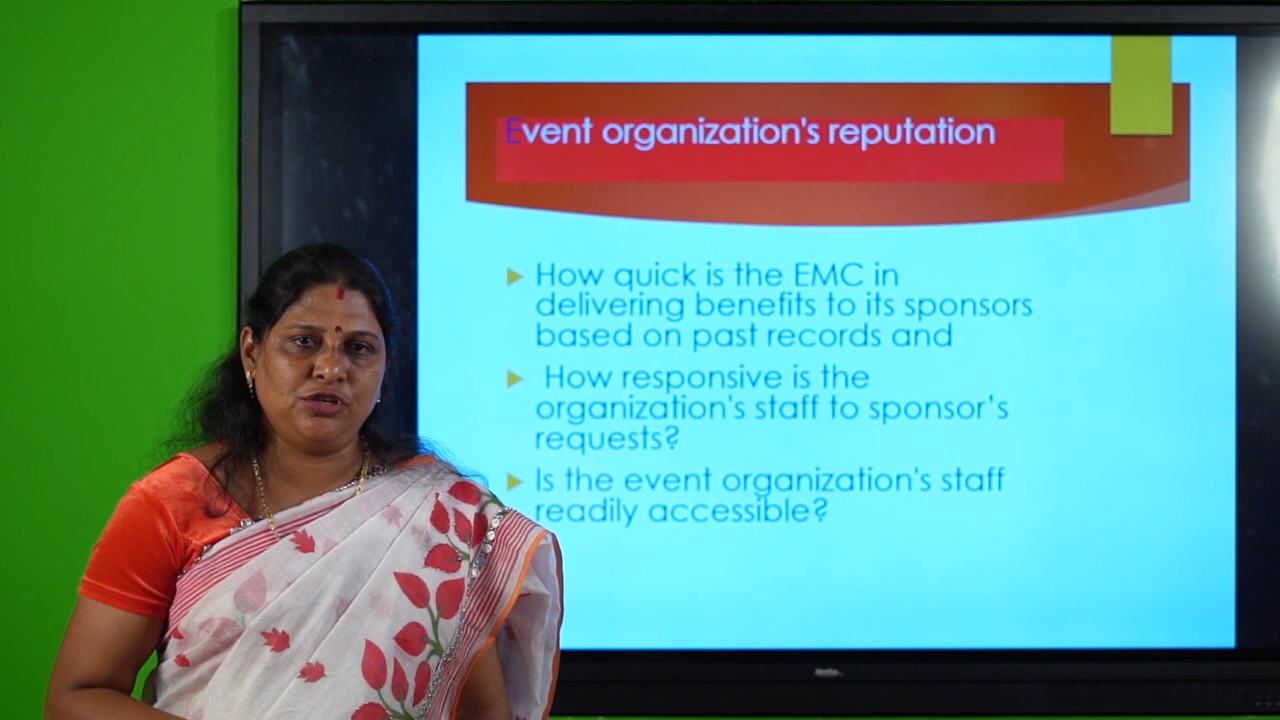 Event organization's reputation
How quick is the EMC in
delivering benefits to its sponsors
based on past records and
How responsive is the
organization's staff to sponsor's
requests?
Is the event organization's staff
readily accessible?